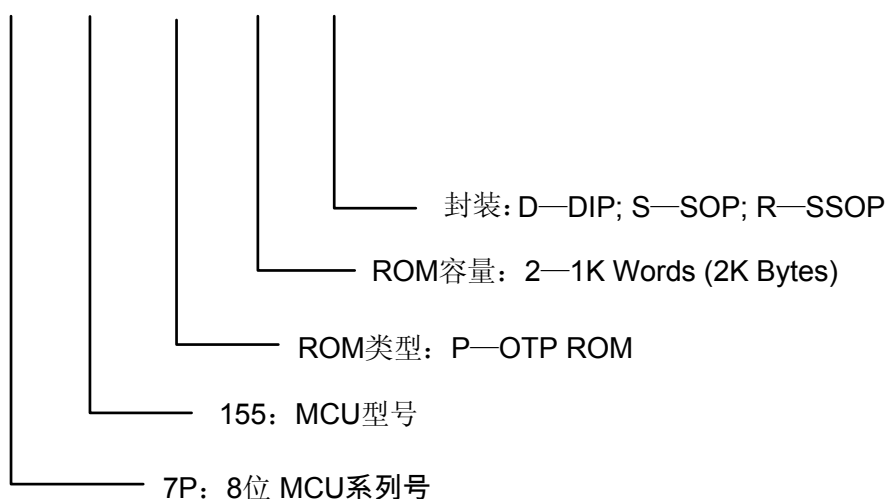 封装：D—DIP; S—SOP; R—SSOP
ROM容量：2—1K Words (2K Bytes)
ROM类型：P—OTP ROM
155：MCU型号
7P：8位 MCU系列号